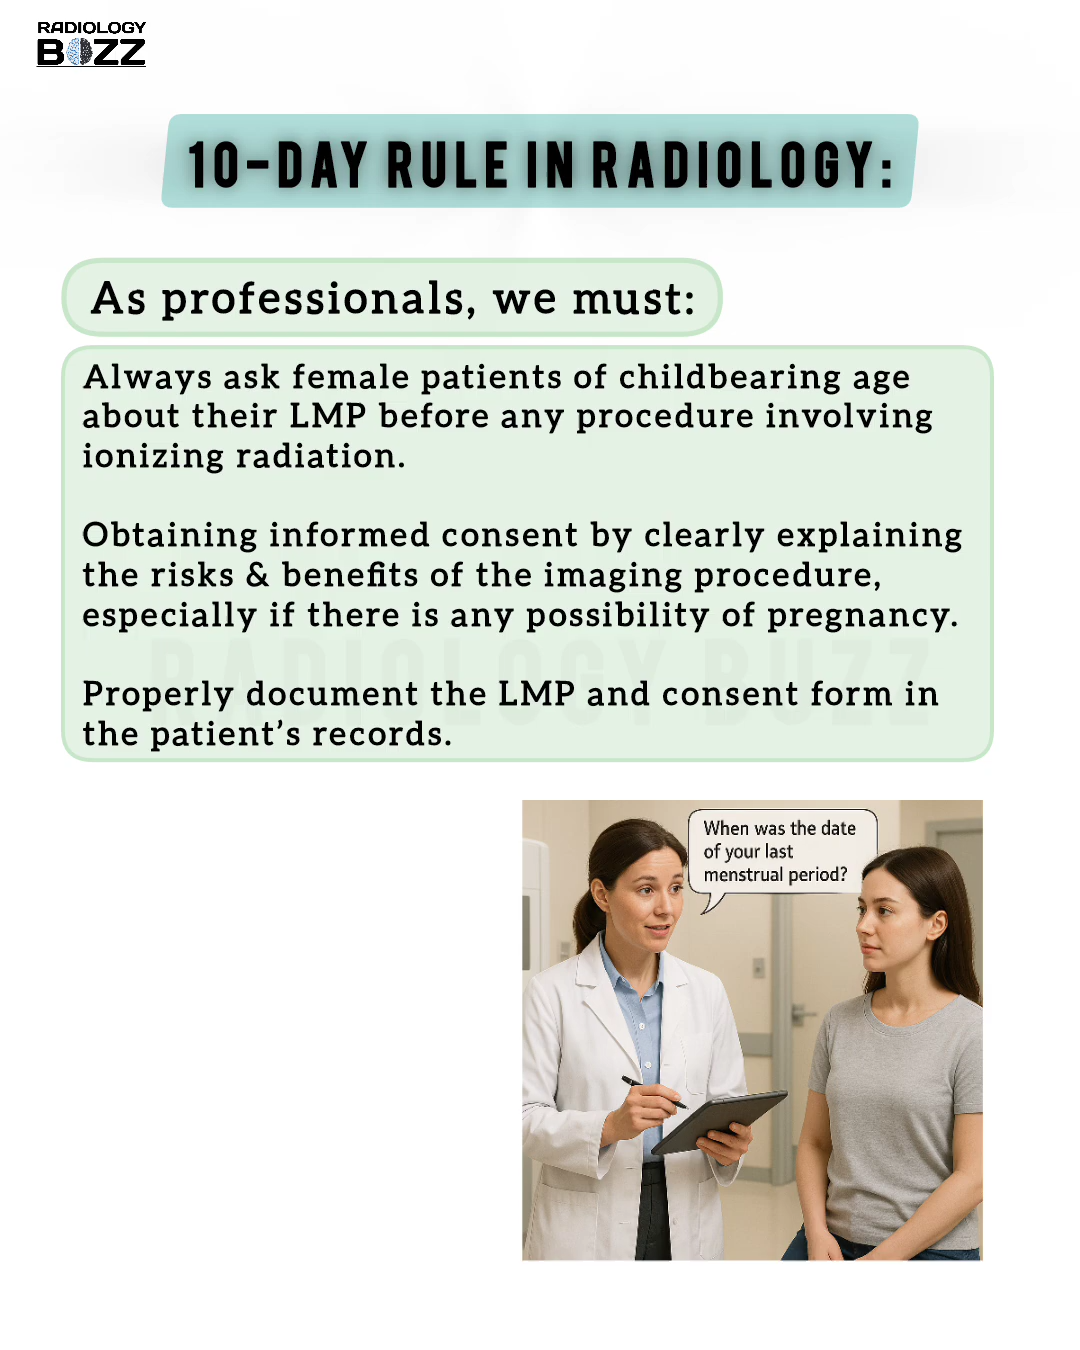 RADIOLOGY
BUZZ
10-DAY RULE IN RADIOLOGY:
As professionals, we must:
Always ask female patients of childbearing age
about their LMP before any procedure involving
ionizing radiation.
Obtaining informed consent by clearly explaining
the risks & benefits of the imaging procedure,
especially if there is any possibility of pregnancy.
RADIOLOGY BUZZ
Properly document the LMP and consent form in
the patient’s records.
When was the date
of your last
menstrual period?